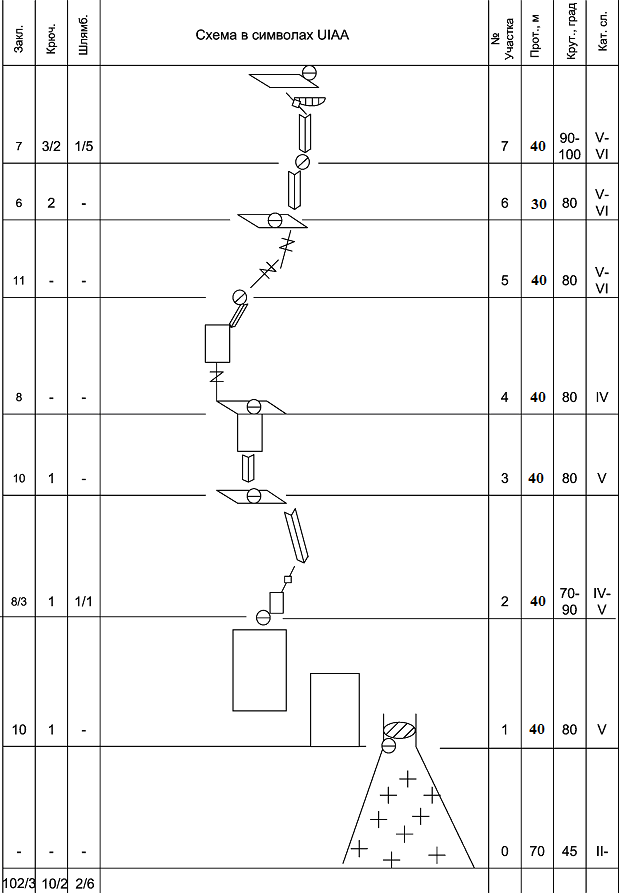 Закл. Крюч. Шлямб. Схема в символах UIAA № Участка Прот., м Крут., град Кат. сл.
7 3/2 1/5 7 40 90-100 V-VI
6 2 - 6 30 80 V-VI
11 - - 5 40 80 V-VI
8 - - 4 40 80 IV
10 1 - 3 40 80 V
8/3 1 1/1 2 40 70-90 IV-V
10 1 - 1 40 80 V
- - - 0 70 45 II-
102/3 10/2 2/6